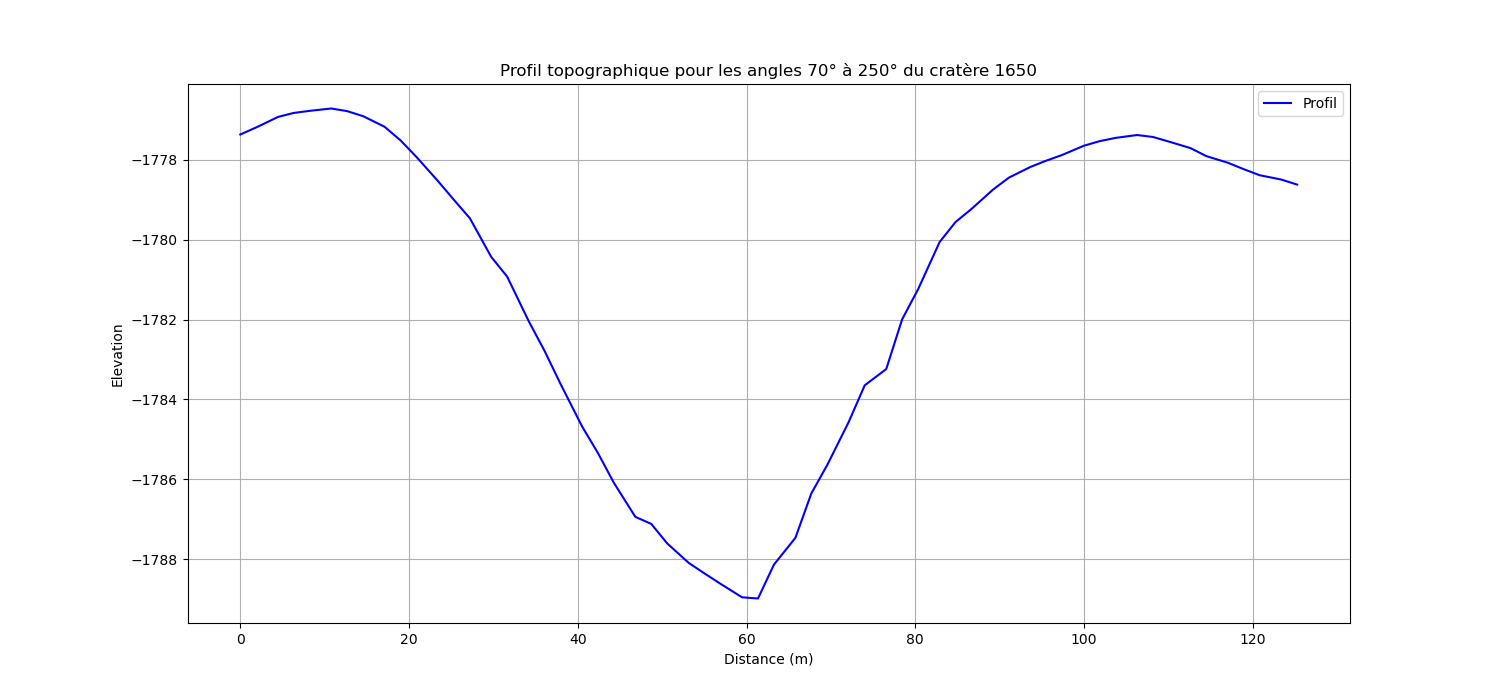 Profil topographique pour les angles 70° à 250° du cratère 1650
Profil
−1778
−1780
−1782
−1784
−1786
−1788
Elevation
0 20 40 60 80 100 120
Distance (m)